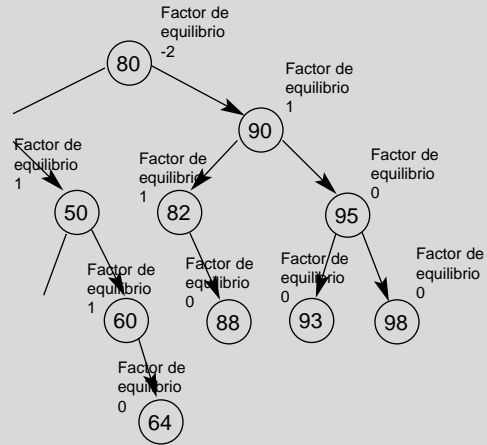 Factor de
equilibrio
-2
80
Factor de
equilibrio
1
90
Factor de
equilibrio
1
50
Factor de
equilibrio
1
82
Factor de
equilibrio
0
95
Factor de
equilibrio
1
60
Factor de
equilibrio
0
88
Factor de
equilibrio
0
93
Factor de
equilibrio
0
98
Factor de
equilibrio
0
64